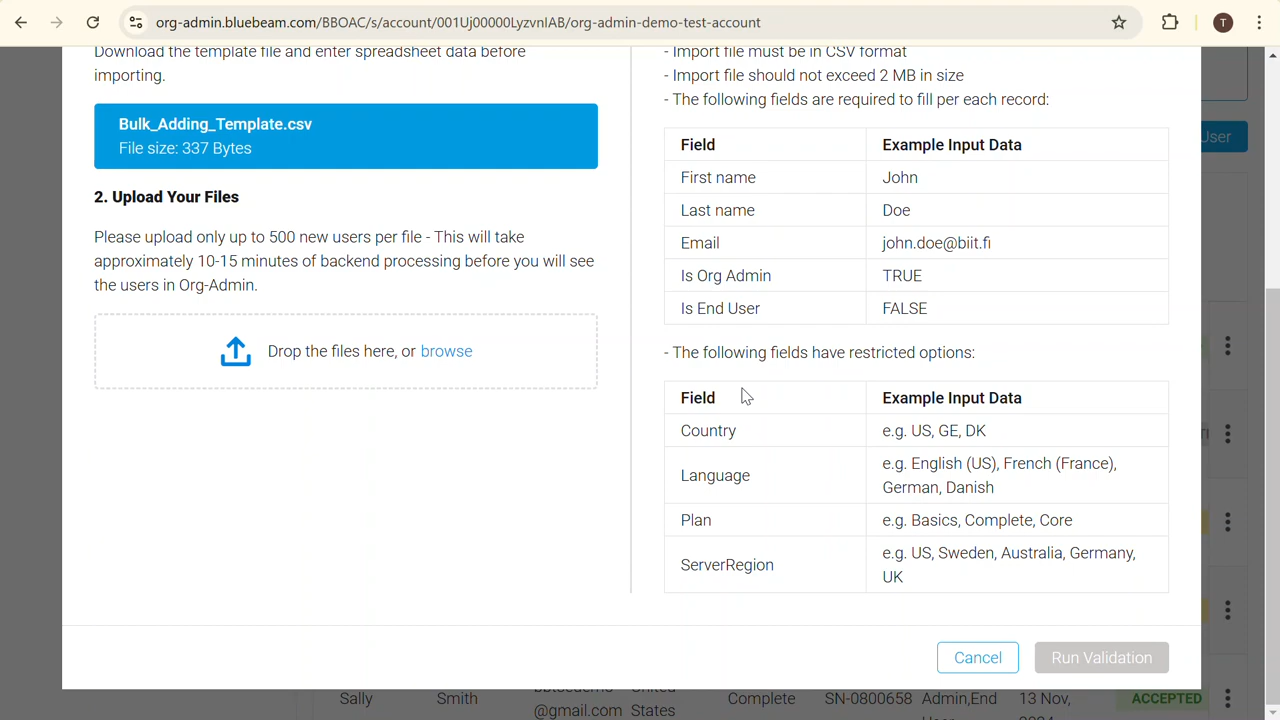 org-admin.bluebeam.com/BBOAC/s/account/001Uj00000LyzvnIAB/org-admin-demo-test-account
T
Download the template file and enter spreadsheet data before
importing.
Bulk_Adding_Template.csv
File size: 337 Bytes
2. Upload Your Files
Please upload only up to 500 new users per file - This will take
approximately 10-15 minutes of backend processing before you will see
the users in Org-Admin.
Drop the files here, or browse
- Import file must be in CSV format
- Import file should not exceed 2 MB in size
- The following fields are required to fill per each record:
Field Example Input Data
First name John
Last name Doe
Email john.doe@biit.fi
Is Org Admin TRUE
Is End User FALSE
- The following fields have restricted options:
Field Example Input Data
Country e.g. US, GE, DK
Language e.g. English (US), French (France),
German, Danish
Plan e.g. Basics, Complete, Core
ServerRegion e.g. US, Sweden, Australia, Germany,
UK
Cancel Run Validation
User
Sally Smith United Complete SN-0800658 Admin,End 13 Nov, ACCEPTED
@gmail.com States